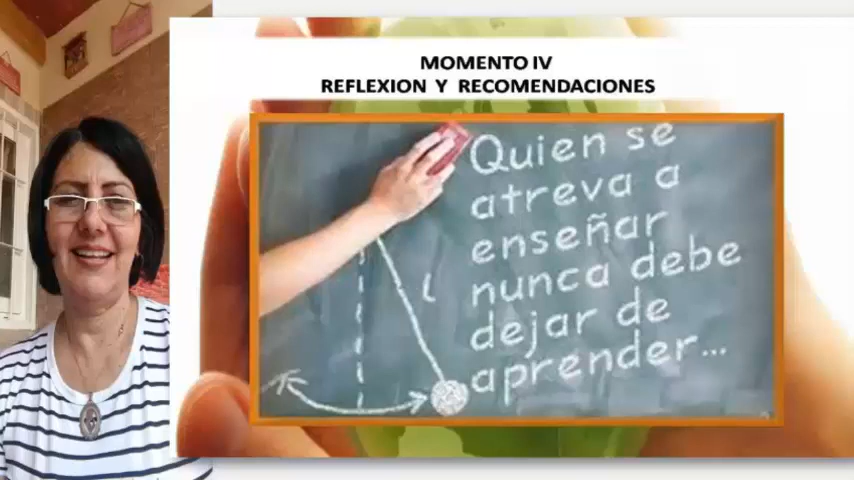 MOMENTO IV
REFLEXION Y RECOMENDACIONES
Quien se
atreva a
enseñar
nunca debe
dejar de
aprender...
l